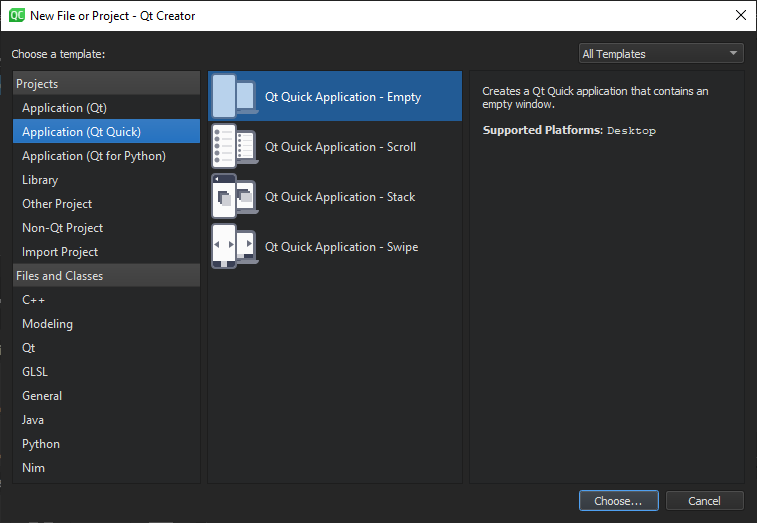 QC New File or Project - Qt Creator
Choose a template:
All Templates
Projects
Application (Qt)
Application (Qt Quick)
Application (Qt for Python)
Library
Other Project
Non-Qt Project
Import Project
Files and Classes
C++
Modeling
Qt
GLSL
General
Java
Python
Nim
Qt Quick Application - Empty
Qt Quick Application - Scroll
Qt Quick Application - Stack
Qt Quick Application - Swipe
Creates a Qt Quick application that contains an
empty window.
Supported Platforms: Desktop
Choose...
Cancel